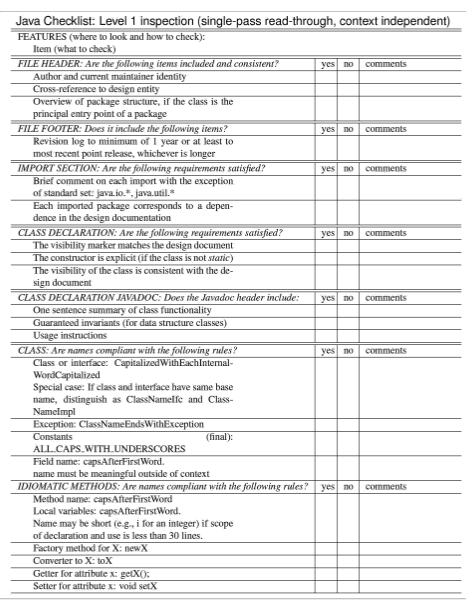 Java Checklist: Level 1 inspection (single-pass read-through, context independent)
FEATURES (where to look and how to check):
Item (what to check)
FILE HEADER: Are the following items included and consistent? yes no comments
Author and current maintainer identity
Cross-reference to design entity
Overview of package structure, if the class is the
principal entry point of a package
FILE FOOTER: Does it include the following items? yes no comments
Revision log to minimum of 1 year or at least to
most recent point release, whichever is longer
IMPORT SECTION: Are the following requirements satisfied? yes no comments
Brief comment on each import with the exception
of standard set: java.io.*, java.util.*
Each imported package corresponds to a depen-
dence in the design documentation
CLASS DECLARATION: Are the following requirements satisfied? yes no comments
The visibility marker matches the design document
The constructor is explicit (if the class is not static)
The visibility of the class is consistent with the de-
sign document
CLASS DECLARATION JAVADOC: Does the Javadoc header include: yes no comments
One sentence summary of class functionality
Guaranteed invariants (for data structure classes)
Usage instructions
CLASS: Are names compliant with the following rules? yes no comments
Class or interface: CapitalizedWithEachInternal-
WordCapitalized
Special case: If class and interface have same base
name, distinguish as ClassNameIfc and Class-
NameImpl
Exception: ClassNameEndsWithException
Constants (final):
ALL_CAPS_WITH_UNDERSCORES
Field name: capsAfterFirstWord.
name must be meaningful outside of context
IDIOMATIC METHODS: Are names compliant with the following rules? yes no comments
Method name: capsAfterFirstWord
Local variables: capsAfterFirstWord.
Name may be short (e.g., i for an integer) if scope
of declaration and use is less than 30 lines.
Factory method for X: newX
Converter to X: toX
Getter for attribute x: getX();
Setter for attribute x: void setX